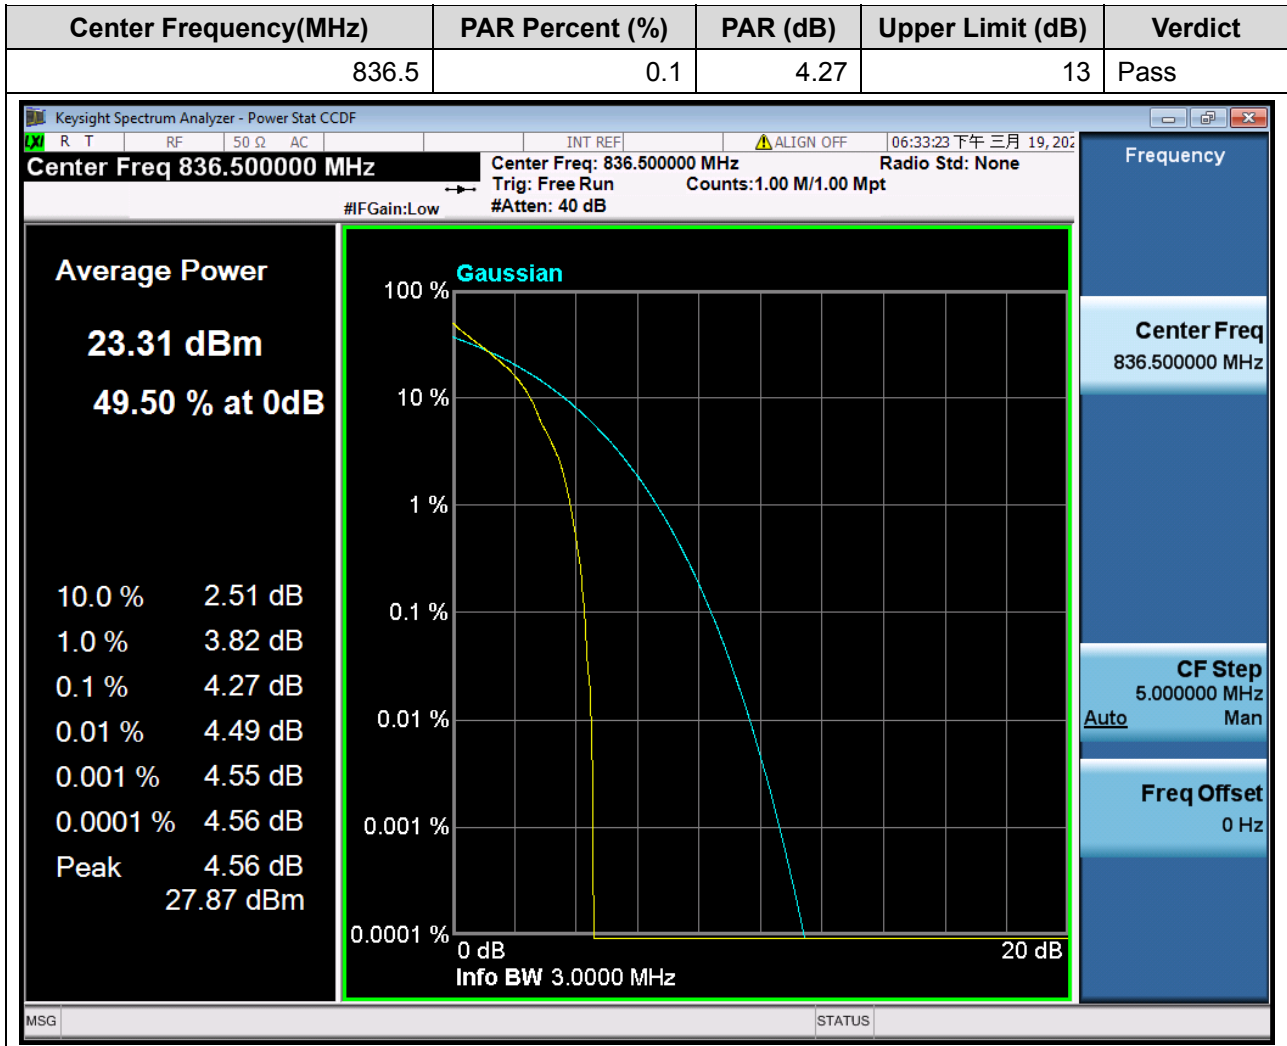 Center Frequency(MHz) PAR Percent (%) PAR (dB) Upper Limit (dB) Verdict
836.5 0.1 4.27 13 Pass
Keysight Spectrum Analyzer - Power Stat CCDF
LXI R T RF 50 Ω AC INT REF ALIGN OFF 06:33:23 下午 三月 19, 202
Center Freq 836.500000 MHz
Center Freq: 836.500000 MHz Radio Std: None
Trig: Free Run Counts:1.00 M/1.00 Mpt
#IFGain:Low #Atten: 40 dB
Average Power
23.31 dBm
49.50 % at 0dB
10.0 % 2.51 dB
1.0 % 3.82 dB
0.1 % 4.27 dB
0.01 % 4.49 dB
0.001 % 4.55 dB
0.0001 % 4.56 dB
Peak 4.56 dB
27.87 dBm
Gaussian
100 %
10 %
1 %
0.1 %
0.01 %
0.001 %
0.0001 %
0 dB 20 dB
Info BW 3.0000 MHz
Frequency
Center Freq
836.500000 MHz
CF Step
5.000000 MHz
Auto Man
Freq Offset
0 Hz
MSG STATUS